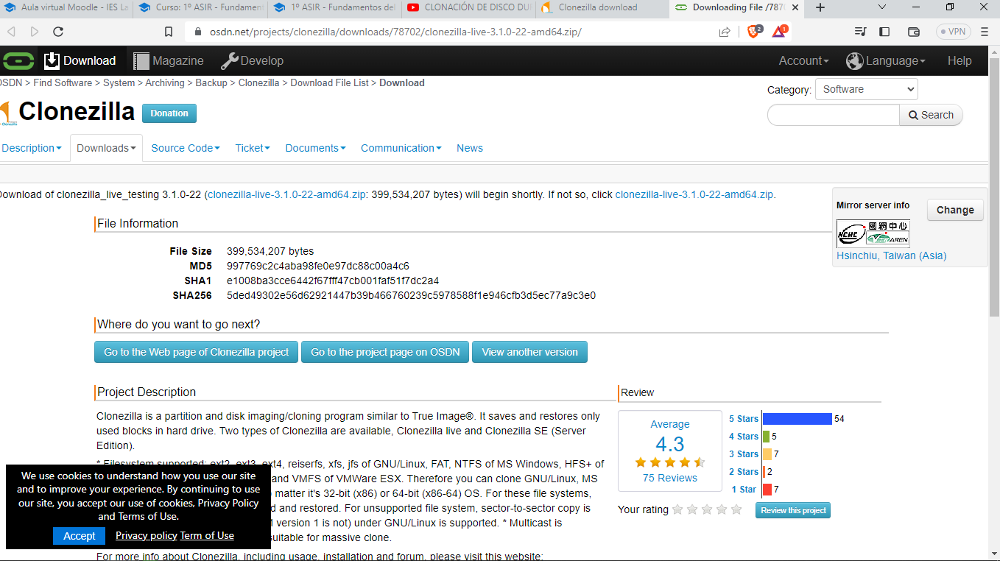 Aula virtual Moodle - IES La
Curso: 1º ASIR - Fundament
1º ASIR - Fundamentos del
CLONACIÓN DE DISCO DUR
Clonezilla download
Downloading File /7870
osdn.net/projects/clonezilla/downloads/78702/clonezilla-live-3.1.0-22-amd64.zip/
2
1
VPN
Download
Magazine
Develop
Account
Language
Help
OSDN > Find Software > System > Archiving > Backup > Clonezilla > Download File List > Download
Category:
Software
Clonezilla
Donation
Search
Description
Downloads
Source Code
Ticket
Documents
Communication
News
Download of clonezilla_live_testing 3.1.0-22 (clonezilla-live-3.1.0-22-amd64.zip: 399,534,207 bytes) will begin shortly. If not so, click clonezilla-live-3.1.0-22-amd64.zip.
Mirror server info
Change
NCHC 國網中心
TWAREN
Hsinchiu, Taiwan (Asia)
File Information
File Size 399,534,207 bytes
MD5 997769c2c4aba98fe0e97dc88c00a4c6
SHA1 e1008ba3cce6442f67fff47cb001faf51f7dc2a4
SHA256 5ded49302e56d62921447b39b466760239c5978588f1e946cfb3d5ec77a9c3e0
Where do you want to go next?
Go to the Web page of Clonezilla project
Go to the project page on OSDN
View another version
Project Description
Clonezilla is a partition and disk imaging/cloning program similar to True Image®. It saves and restores only
used blocks in hard drive. Two types of Clonezilla are available, Clonezilla live and Clonezilla SE (Server
Edition).
* Filesystem supported: ext2, ext3, ext4, reiserfs, xfs, jfs of GNU/Linux, FAT, NTFS of MS Windows, HFS+ of
and VMFS of VMWare ESX. Therefore you can clone GNU/Linux, MS
matter it's 32-bit (x86) or 64-bit (x86-64) OS. For these file systems,
d and restored. For unsupported file system, sector-to-sector copy is
version 1 is not) under GNU/Linux is supported. * Multicast is
suitable for massive clone.
For more info about Clonezilla, including usage, installation and forum, please visit this website:
Review
Average
4.3
75 Reviews
5 Stars 54
4 Stars 5
3 Stars 7
2 Stars 2
1 Star 7
Your rating
Review this project
We use cookies to understand how you use our site
and to improve your experience. By continuing to use
our site, you accept our use of cookies, Privacy Policy
and Terms of Use.
Accept
Privacy policy
Term of Use